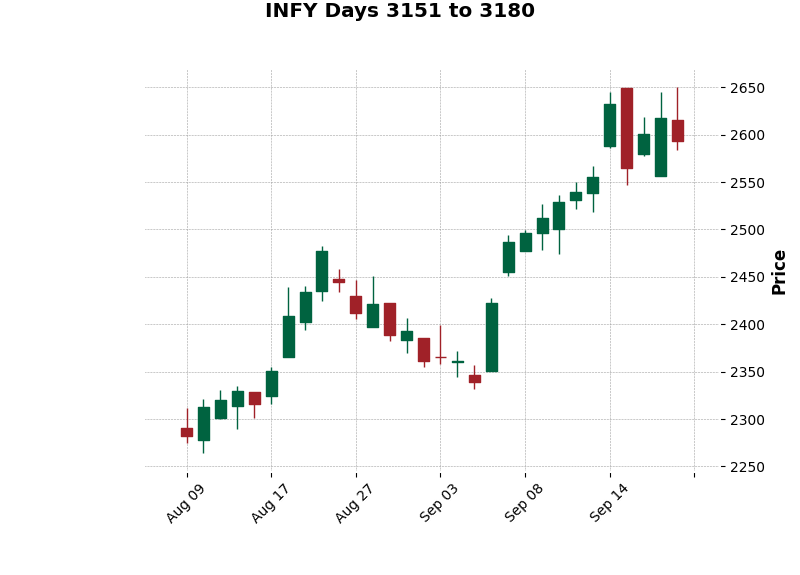 INFY Days 3151 to 3180
2650
2600
2550
2500
2450
2400
2350
2300
2250
Price
Aug 09
Aug 17
Aug 27
Sep 03
Sep 08
Sep 14